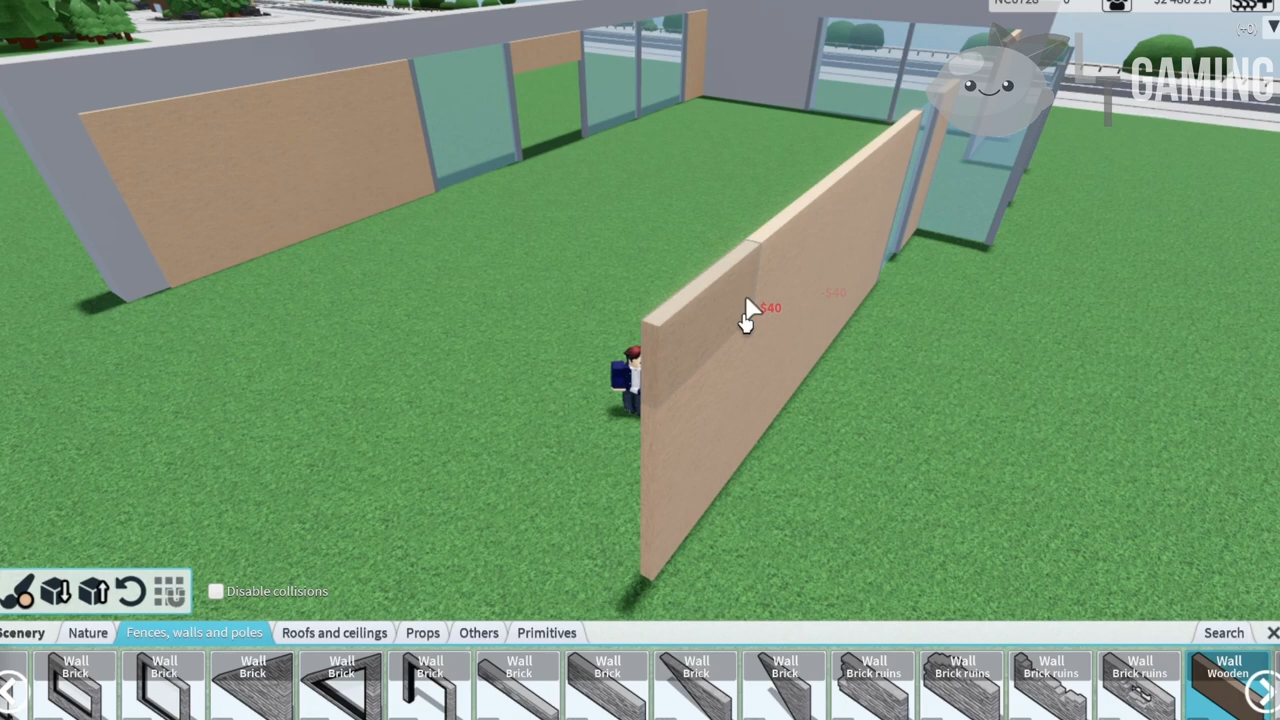 GAMING
$40
-$40
Disable collisions
Scenery
Nature
Fences, walls and poles
Roofs and ceilings
Props
Others
Primitives
Search
Wall
Brick
Wall
Brick
Wall
Brick
Wall
Brick
Wall
Brick
Wall
Brick
Wall
Brick
Wall
Brick
Wall
Brick
Wall
Brick ruins
Wall
Brick ruins
Wall
Brick ruins
Wall
Brick ruins
Wall
Wooden